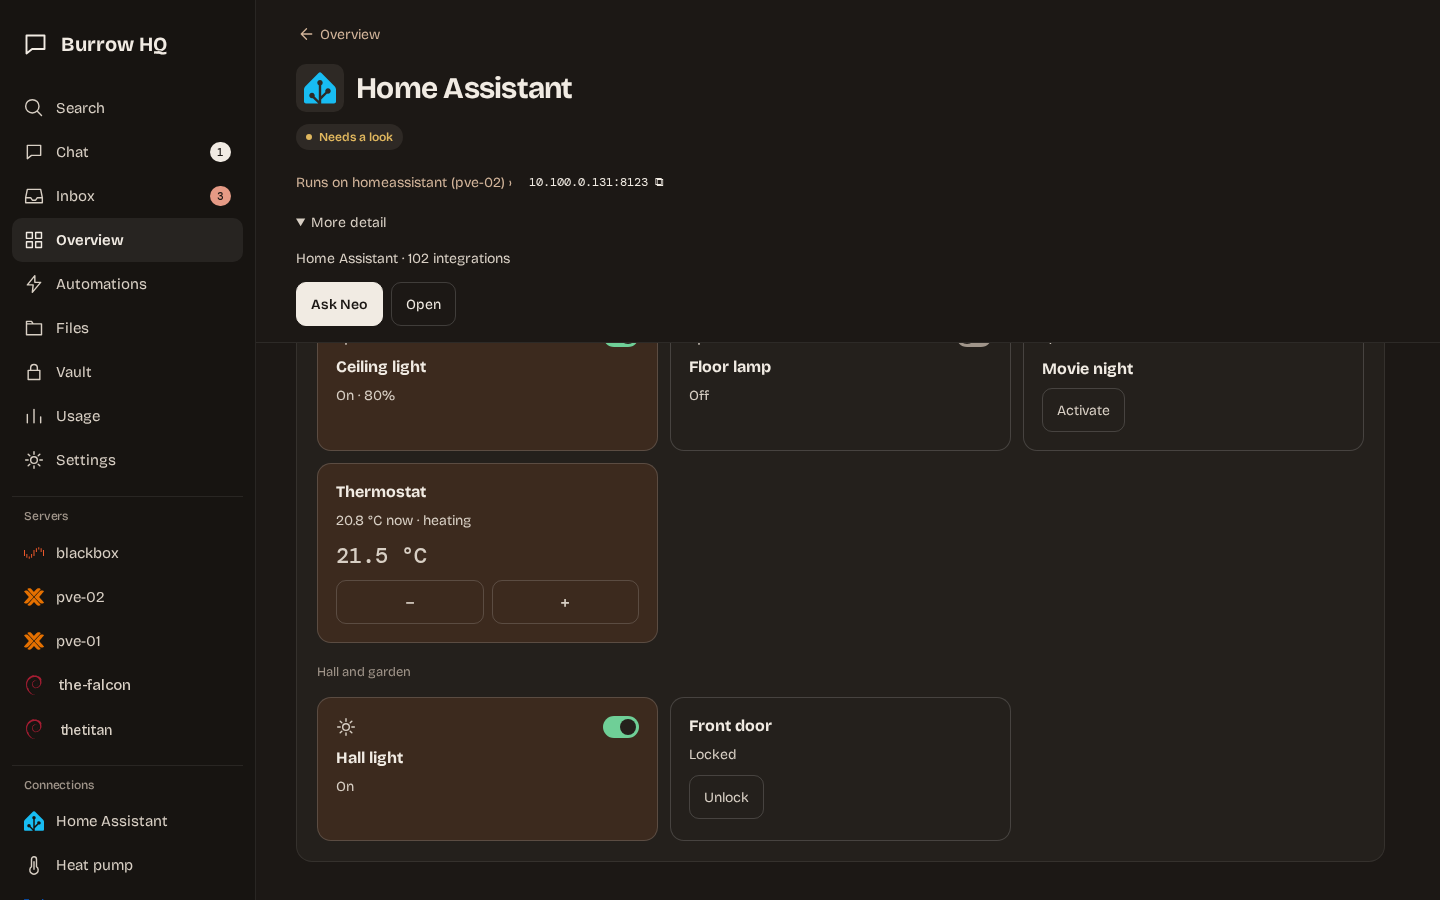 Burrow HQ
Search
Chat 1
Inbox 3
Overview
Automations
Files
Vault
Usage
Settings
Servers
blackbox
pve-02
pve-01
the-falcon
thetitan
Connections
Home Assistant
Heat pump
Overview
Home Assistant
Needs a look
Runs on homeassistant (pve-02) › 10.100.0.131:8123
▼ More detail
Home Assistant · 102 integrations
Ask Neo Open
Ceiling light
On · 80%
Floor lamp
Off
Movie night
Activate
Thermostat
20.8 °C now · heating
21.5 °C
− +
Hall and garden
Hall light
On
Front door
Locked
Unlock